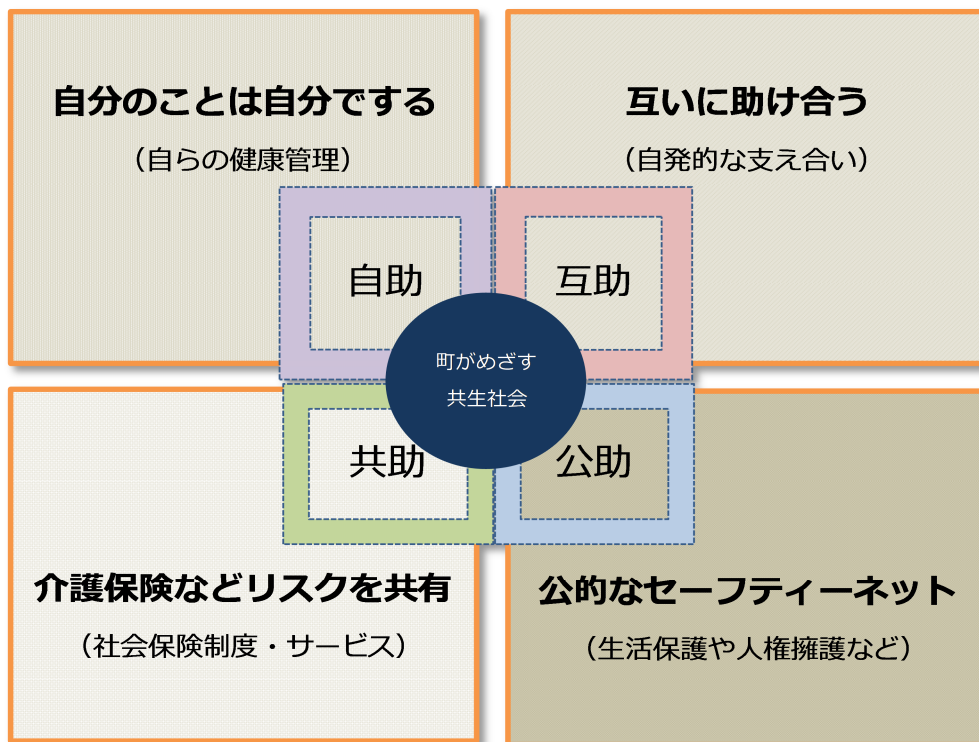 自分のことは自分でする
（自らの健康管理）
互いに助け合う
（自発的な支え合い）
自助
互助
町がめざす
共生社会
共助
公助
介護保険などリスクを共有
（社会保険制度・サービス）
公的なセーフティーネット
（生活保護や人権擁護など）